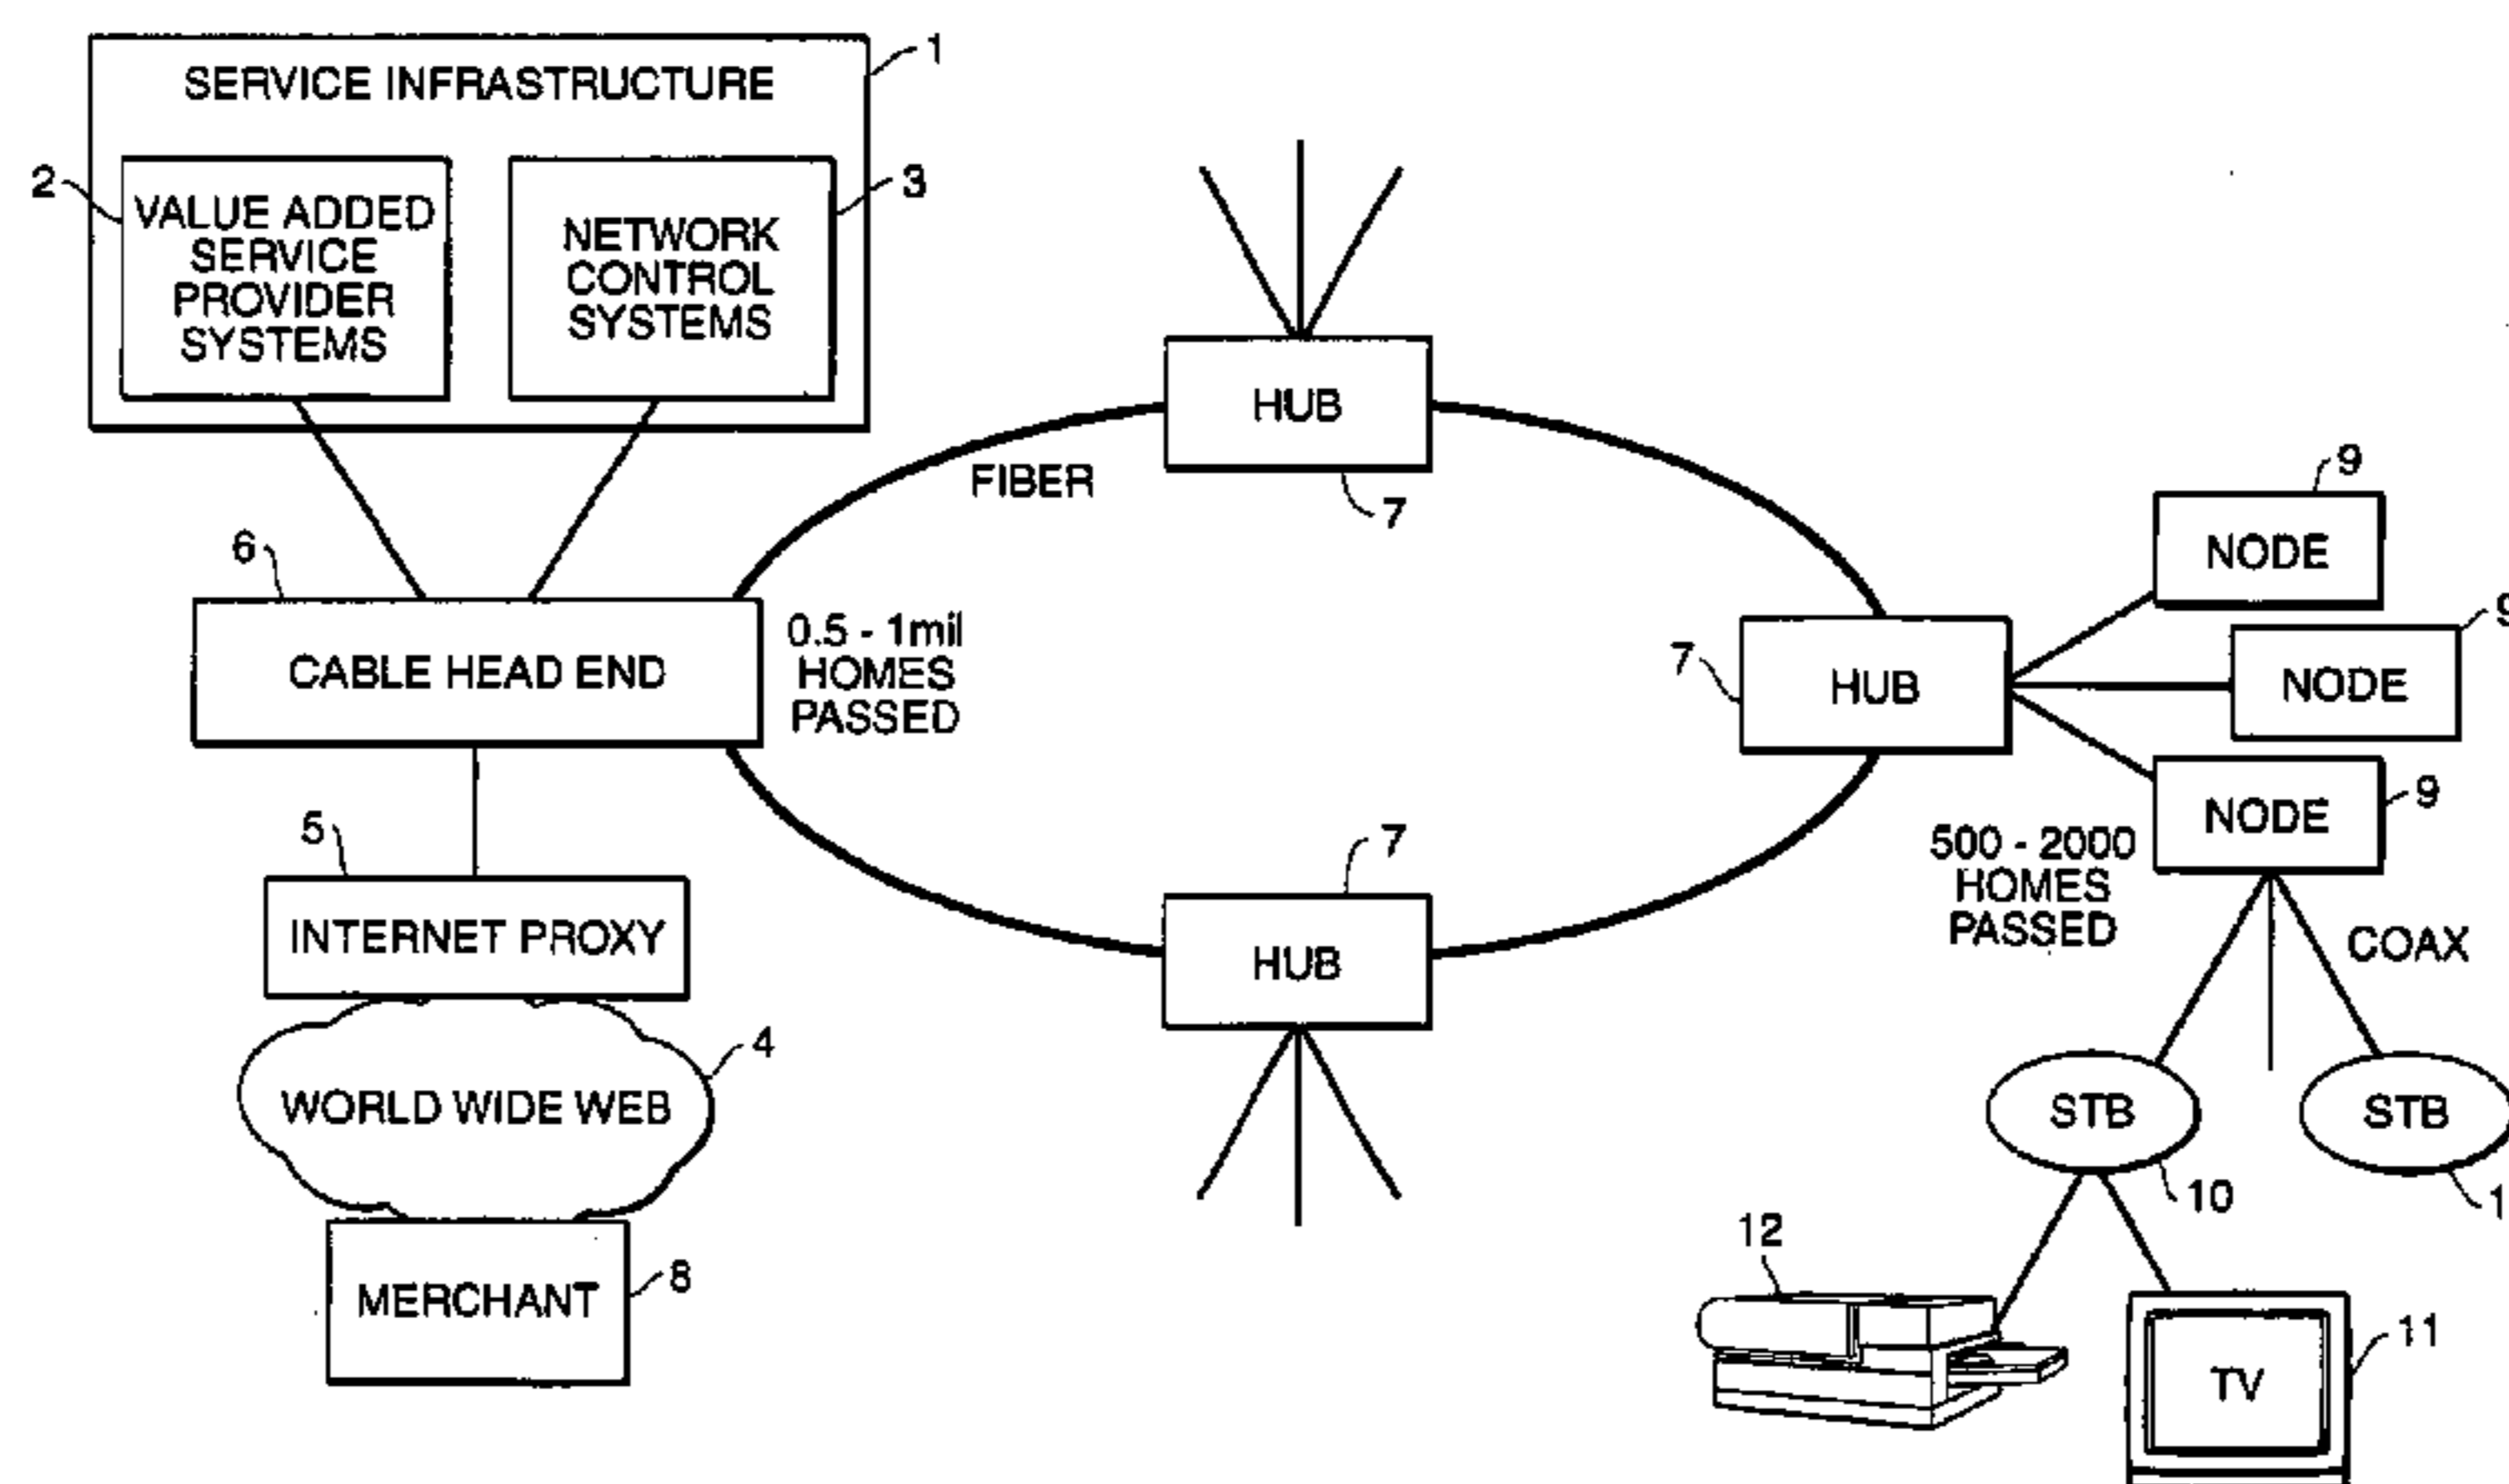 SERVICE INFRASTRUCTURE
1
2
VALUE ADDED
SERVICE
PROVIDER
SYSTEMS
NETWORK
CONTROL
SYSTEMS
3
HUB
7
FIBER
6
CABLE HEAD END
0.5 - 1mil
HOMES
PASSED
7
HUB
9
NODE
9
NODE
NODE
9
500 - 2000
HOMES
PASSED
COAX
5
INTERNET PROXY
7
HUB
WORLD WIDE WEB
4
STB
10
STB
1
MERCHANT
8
12
TV
11